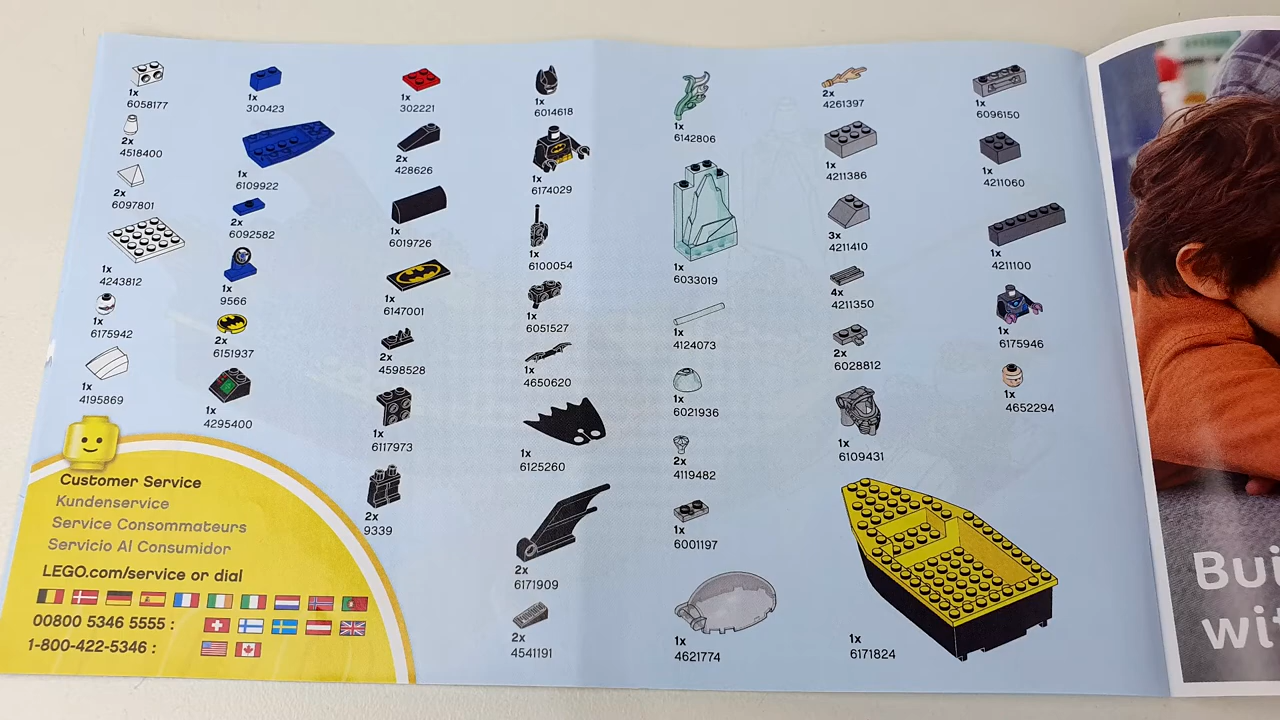 1x
6058177
2x
4518400
2x
6097801
1x
4243812
1x
6175942
1x
4195869
1x
300423
1x
6109922
2x
6092582
1x
9566
2x
6151937
1x
4295400
1x
302221
2x
428626
1x
6019726
1x
6147001
2x
4598528
1x
6117973
2x
9339
1x
6014618
1x
6174029
1x
6100054
1x
6051527
1x
4650620
1x
6125260
2x
6171909
2x
4541191
1x
6142806
1x
6033019
1x
4124073
1x
6021936
2x
4119482
1x
6001197
1x
4621774
2x
4261397
1x
4211386
3x
4211410
4x
4211350
2x
6028812
1x
6109431
1x
6171824
1x
6096150
1x
4211060
1x
4211100
1x
6175946
1x
4652294
Customer Service
Kundenservice
Service Consommateurs
Servicio Al Consumidor
LEGO.com/service or dial
00800 5346 5555 :
1-800-422-5346 :